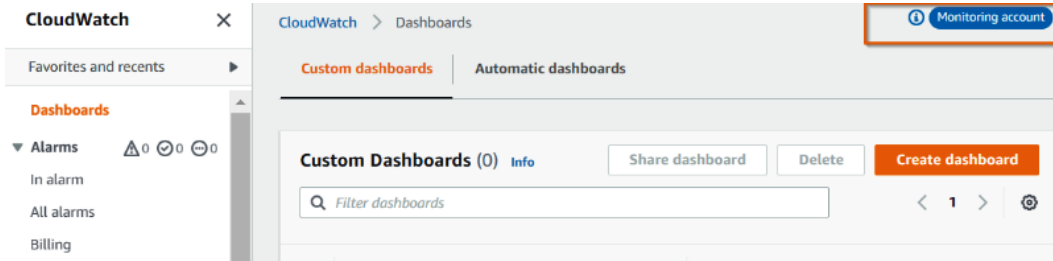 CloudWatch
Favorites and recents
Dashboards
Alarms 0 0 0
In alarm
All alarms
Billing
CloudWatch > Dashboards
Monitoring account
Custom dashboards
Automatic dashboards
Custom Dashboards (0) Info
Share dashboard
Delete
Create dashboard
Filter dashboards
1